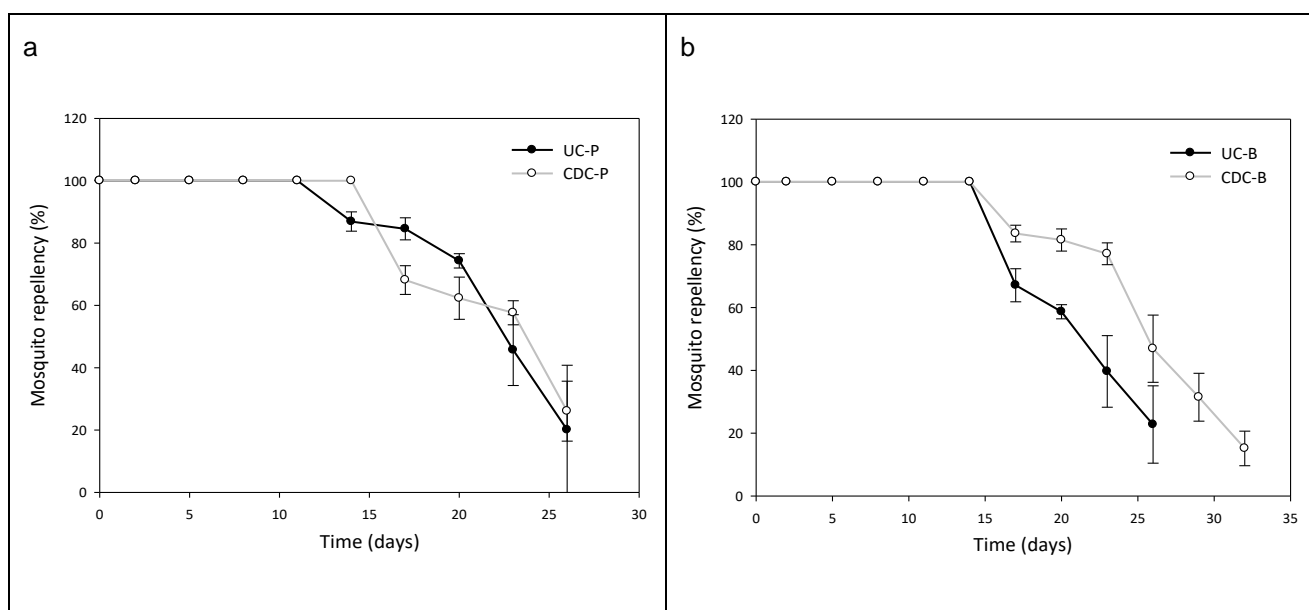 a
120
100
80
60
40
20
0
Mosquito repellency (%)
UC-P
CDC-P
0 5 10 15 20 25 30
Time (days)
b
120
100
80
60
40
20
0
Mosquito repellency (%)
UC-B
CDC-B
0 5 10 15 20 25 30 35
Time (days)